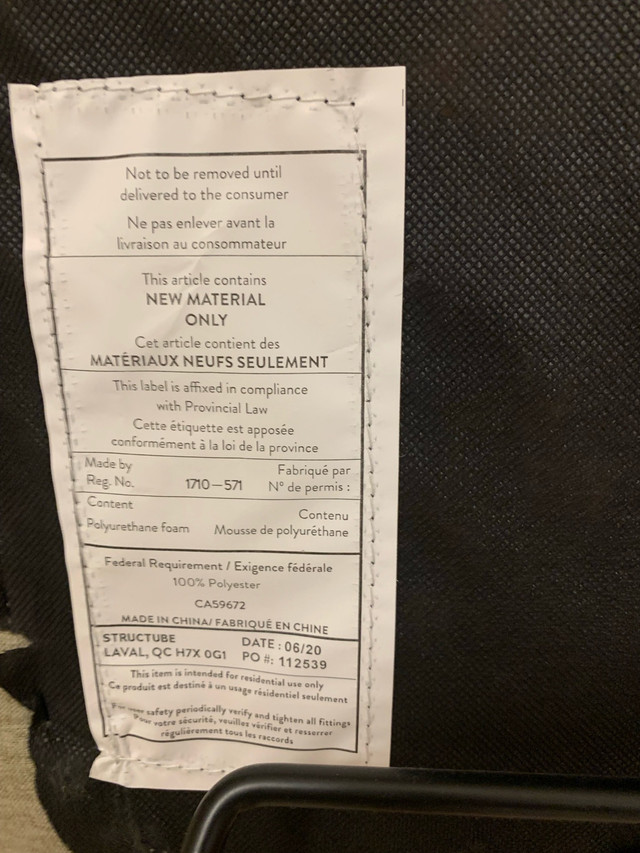 Not to be removed until
delivered to the consumer
Ne pas enlever avant la
livraison au consommateur
This article contains
NEW MATERIAL
ONLY
Cet article contient des
MATÉRIAUX NEUFS SEULEMENT
This label is affixed in compliance
with Provincial Law
Cette étiquette est apposée
conformément à la loi de la province
Made by Fabriqué par
Reg. No. 1710-571 N° de permis :
Content Contenu
Polyurethane foam Mousse de polyuréthane
Federal Requirement / Exigence fédérale
100% Polyester
CA59672
MADE IN CHINA/ FABRIQUÉ EN CHINE
STRUCTUBE DATE : 06/20
LAVAL, QC H7X 0G1 PO #: 112539
This item is intended for residential use only
Ce produit est destiné à un usage résidentiel seulement
For your safety periodically verify and tighten all fittings
Pour votre sécurité, veuilles vérifier et resserrer
régulièrement tous les raccords